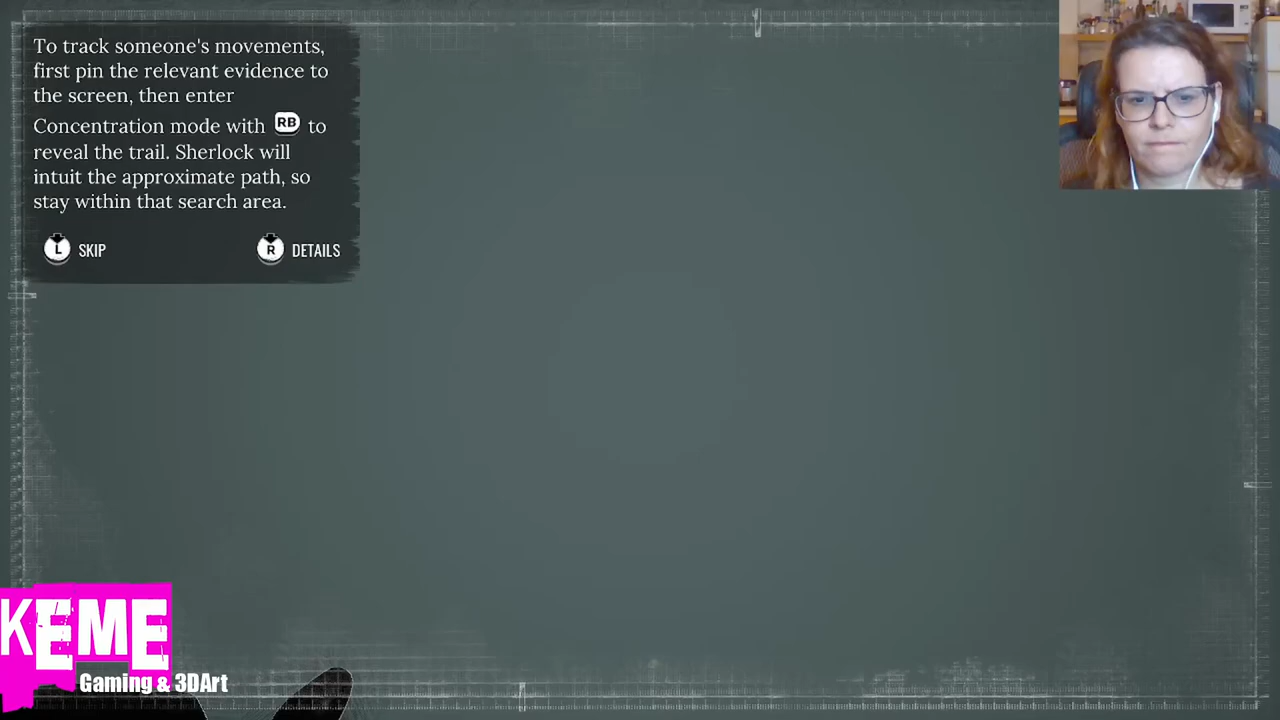 To track someone's movements,
first pin the relevant evidence to
the screen, then enter
Concentration mode with RB to
reveal the trail. Sherlock will
intuit the approximate path, so
stay within that search area.
L SKIP R DETAILS
KEME
Gaming & 3DArt